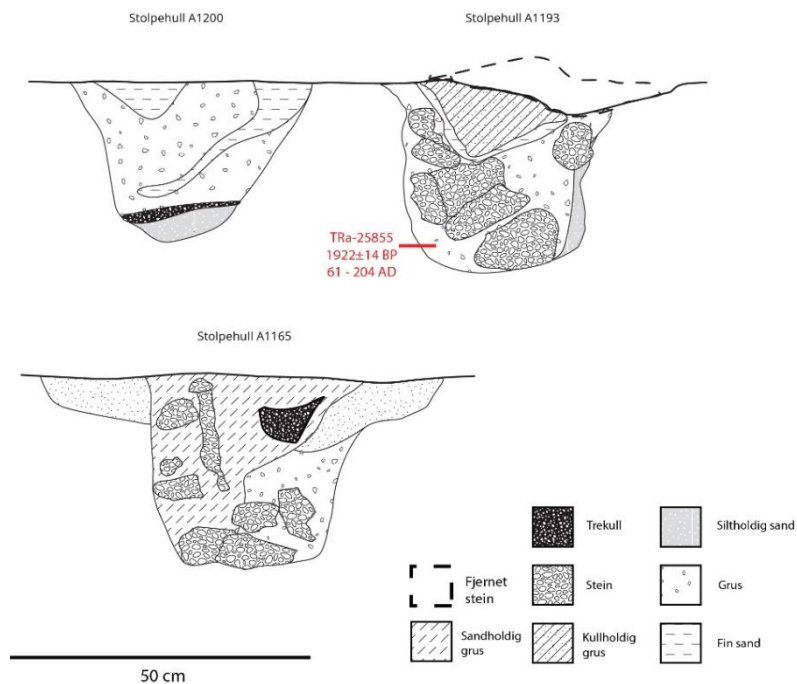 Stolpehull A1200
Stolpehull A1193
TRa-25855
1922±14 BP
61 - 204 AD
Stolpehull A1165
Trekull
Siltholdig sand
Fjernet
stein
Stein
Grus
Sandholdig
grus
Kullholdig
grus
Fin sand
50 cm